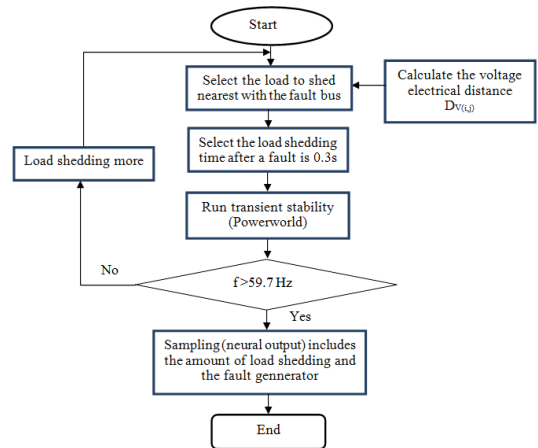 Start
Select the load to shed
nearest with the fault bus
Calculate the voltage
electrical distance
DV(i,j)
Select the load shedding
time after a fault is 0.3s
Load shedding more
Run transient stability
(Powerworld)
No
f>59.7 Hz
Yes
Sampling (neural output) includes
the amount of load shedding and
the fault gennerator
End